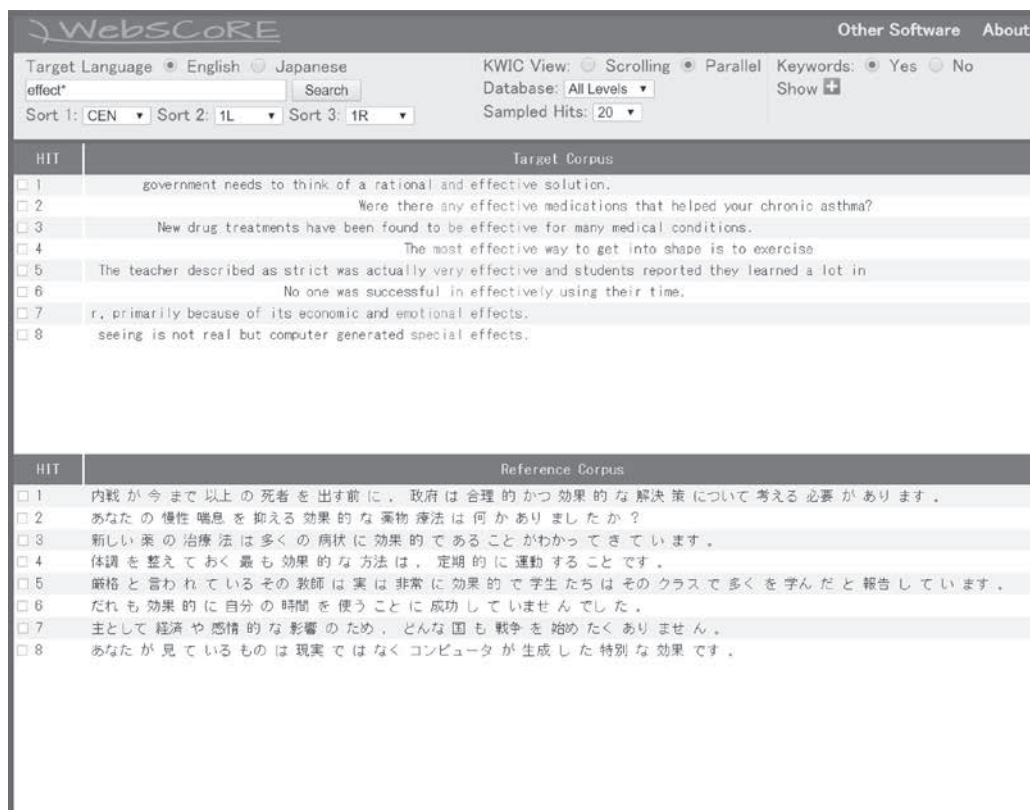 WebSCoRE Other Software About
Target Language English Japanese KWIC View: Scrolling Parallel Keywords: Yes No
effect* Search Database: All Levels Show
Sort 1: CEN Sort 2: 1L Sort 3: 1R Sampled Hits: 20
HIT Target Corpus
1 government needs to think of a rational and effective solution.
2 Were there any effective medications that helped your chronic asthma?
3 New drug treatments have been found to be effective for many medical conditions.
4 The most effective way to get into shape is to exercise
5 The teacher described as strict was actually very effective and students reported they learned a lot in
6 No one was successful in effectively using their time.
7 r, primarily because of its economic and emotional effects.
8 seeing is not real but computer generated special effects.
HIT Reference Corpus
1 内戦 が 今 まで 以上 の 死者 を 出す 前 に , 政府 は 合理 的 かつ 効果 的 な 解決 策 について 考える 必要 が あり ます .
2 あなた の 慢性 喘息 を 抑える 効果 的 な 薬物 療法 は 何 か あり まし た か ?
3 新しい 薬 の 治療 法 は 多く の 病状 に 効果 的 で ある こと が わかっ て き て い ます .
4 体調 を 整え て おく 最 も 効果 的 な 方法 は , 定期 的 に 運動 する こと です .
5 厳格 と 言わ れ て いる その 教師 は 実 は 非常 に 効果 的 で 学生 たち は その クラス で 多く を 学ん だ と 報告 し て い ます .
6 だれ も 効果 的 に 自分 の 時間 を 使う こと に 成功 し て いませ ん でし た .
7 主として 経済 や 感情 的 な 影響 の ため , どんな 国 も 戦争 を 始め たく あり ませ ん .
8 あなた が 見 て いる もの は 現実 で は なく コンピュータ が 生成 し た 特別 な 効果 です .